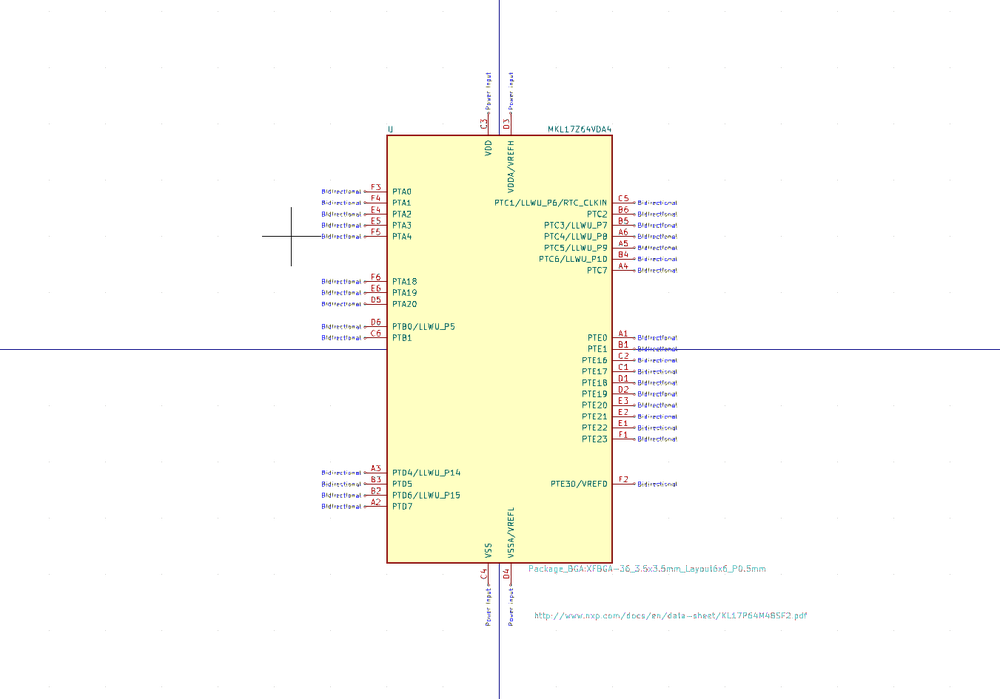 Power Input Power Input
C3 D3
U MKL17Z64VDA4
VDD VDDA/VREFH
Bidirectional F3 PTA0
Bidirectional F4 PTA1 PTC1/LLWU_P6/RTC_CLKIN C5 Bidirectional
Bidirectional E4 PTA2 PTC2 B6 Bidirectional
Bidirectional E5 PTA3 PTC3/LLWU_P7 B5 Bidirectional
Bidirectional F5 PTA4 PTC4/LLWU_P8 A6 Bidirectional
PTC5/LLWU_P9 A5 Bidirectional
PTC6/LLWU_P10 B4 Bidirectional
PTC7 A4 Bidirectional
Bidirectional F6 PTA18
Bidirectional E6 PTA19
Bidirectional D5 PTA20
Bidirectional D6 PTB0/LLWU_P5
Bidirectional C6 PTB1 PTE0 A1 Bidirectional
PTE1 B1 Bidirectional
PTE16 C2 Bidirectional
PTE17 C1 Bidirectional
PTE18 D1 Bidirectional
PTE19 D2 Bidirectional
PTE20 E3 Bidirectional
PTE21 E2 Bidirectional
PTE22 E1 Bidirectional
PTE23 F1 Bidirectional
Bidirectional A3 PTD4/LLWU_P14
Bidirectional B3 PTD5 PTE30/VREFO F2 Bidirectional
Bidirectional B2 PTD6/LLWU_P15
Bidirectional A2 PTD7
VSS VSSA/VREFL
C4 D4
Package_BGA:XFBGA-36_3.5x3.5mm_Layout6x6_P0.5mm
Power Input Power Input
http://www.nxp.com/docs/en/data-sheet/KL17P64M48SF2.pdf